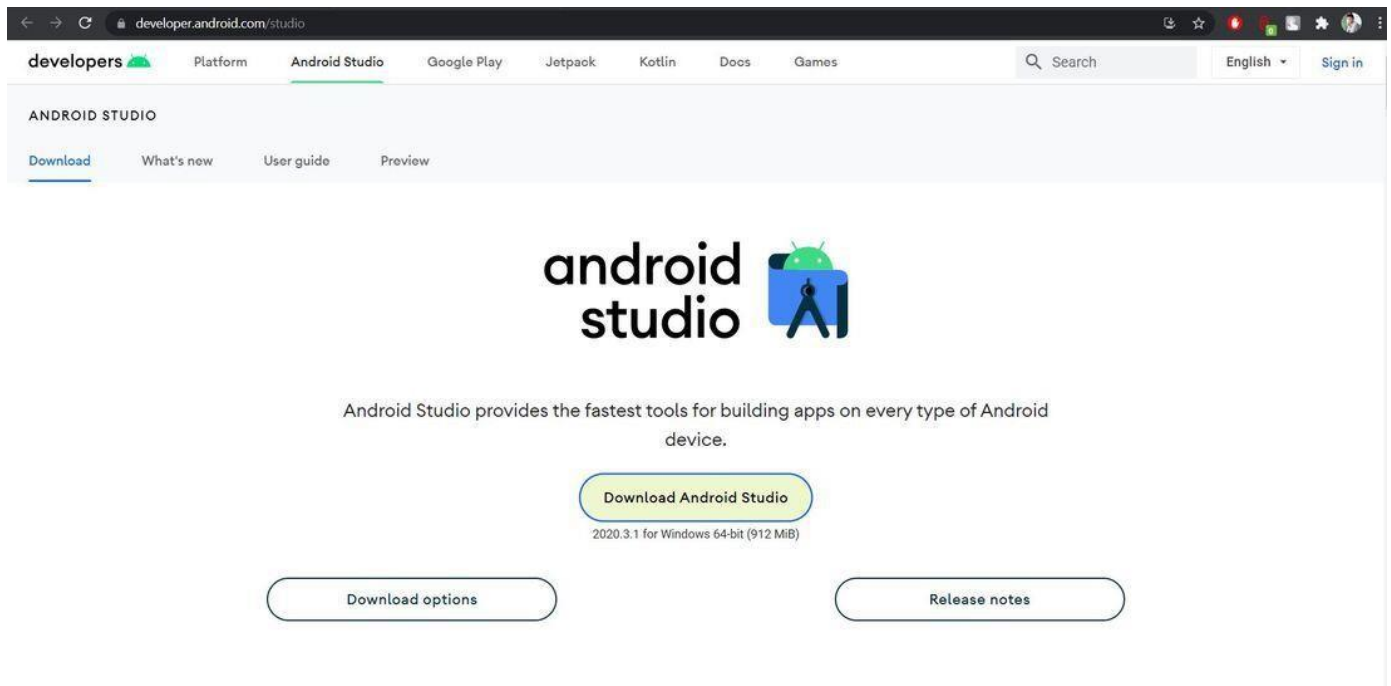 developer.android.com/studio
developers Platform Android Studio Google Play Jetpack Kotlin Docs Games Search English Sign in
ANDROID STUDIO
Download What's new User guide Preview
android
studio
Android Studio provides the fastest tools for building apps on every type of Android
device.
Download Android Studio
2020.3.1 for Windows 64-bit (912 MiB)
Download options Release notes